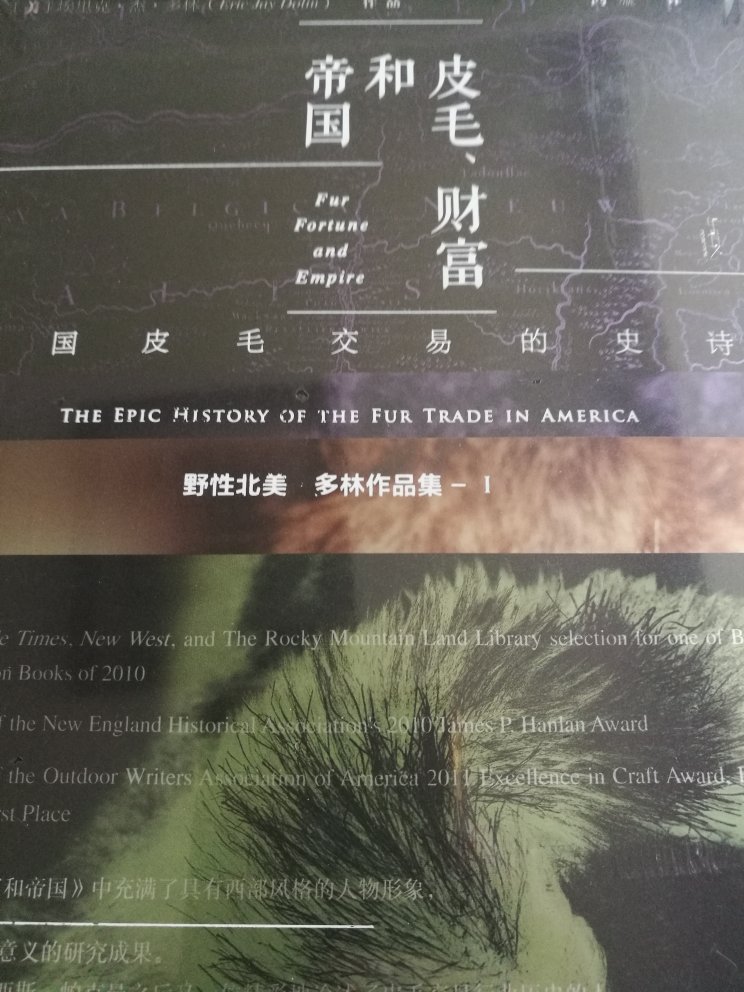 (Eric Jay Dolin)
皮毛、财富
和
帝国
Fur
Fortune
and
Empire
国皮毛交易的史诗
THE EPIC HISTORY OF THE FUR TRADE IN AMERICA
野性北美 多林作品集 – I
Times, New West, and The Rocky Mountain Land Library selection for one of B
Books of 2010
f the New England Historical Association's 2010 James P. Hanlan Award
f the Outdoor Writers Association of America 2011 Excellence in Craft Award,
st Place
和帝国》中充满了具有西部风格的人物形象，
意义的研究成果。